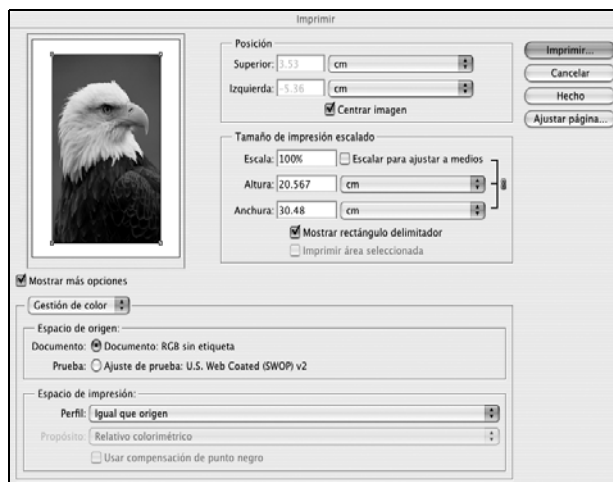 Imprimir
Posición
Superior: 3.53 cm
Izquierda: -5.36 cm
Centrar imagen
Imprimir...
Cancelar
Hecho
Ajustar página...
Tamaño de impresión escalado
Escala: 100% Escalar para ajustar a medios
Altura: 20.567 cm
Anchura: 30.48 cm
Mostrar rectángulo delimitador
Imprimir área seleccionada
Mostrar más opciones
Gestión de color
Espacio de origen:
Documento: Documento: RGB sin etiqueta
Prueba: Ajuste de prueba: U.S. Web Coated (SWOP) v2
Espacio de impresión:
Perfil: Igual que origen
Propósito: Relativo colorimétrico
Usar compensación de punto negro